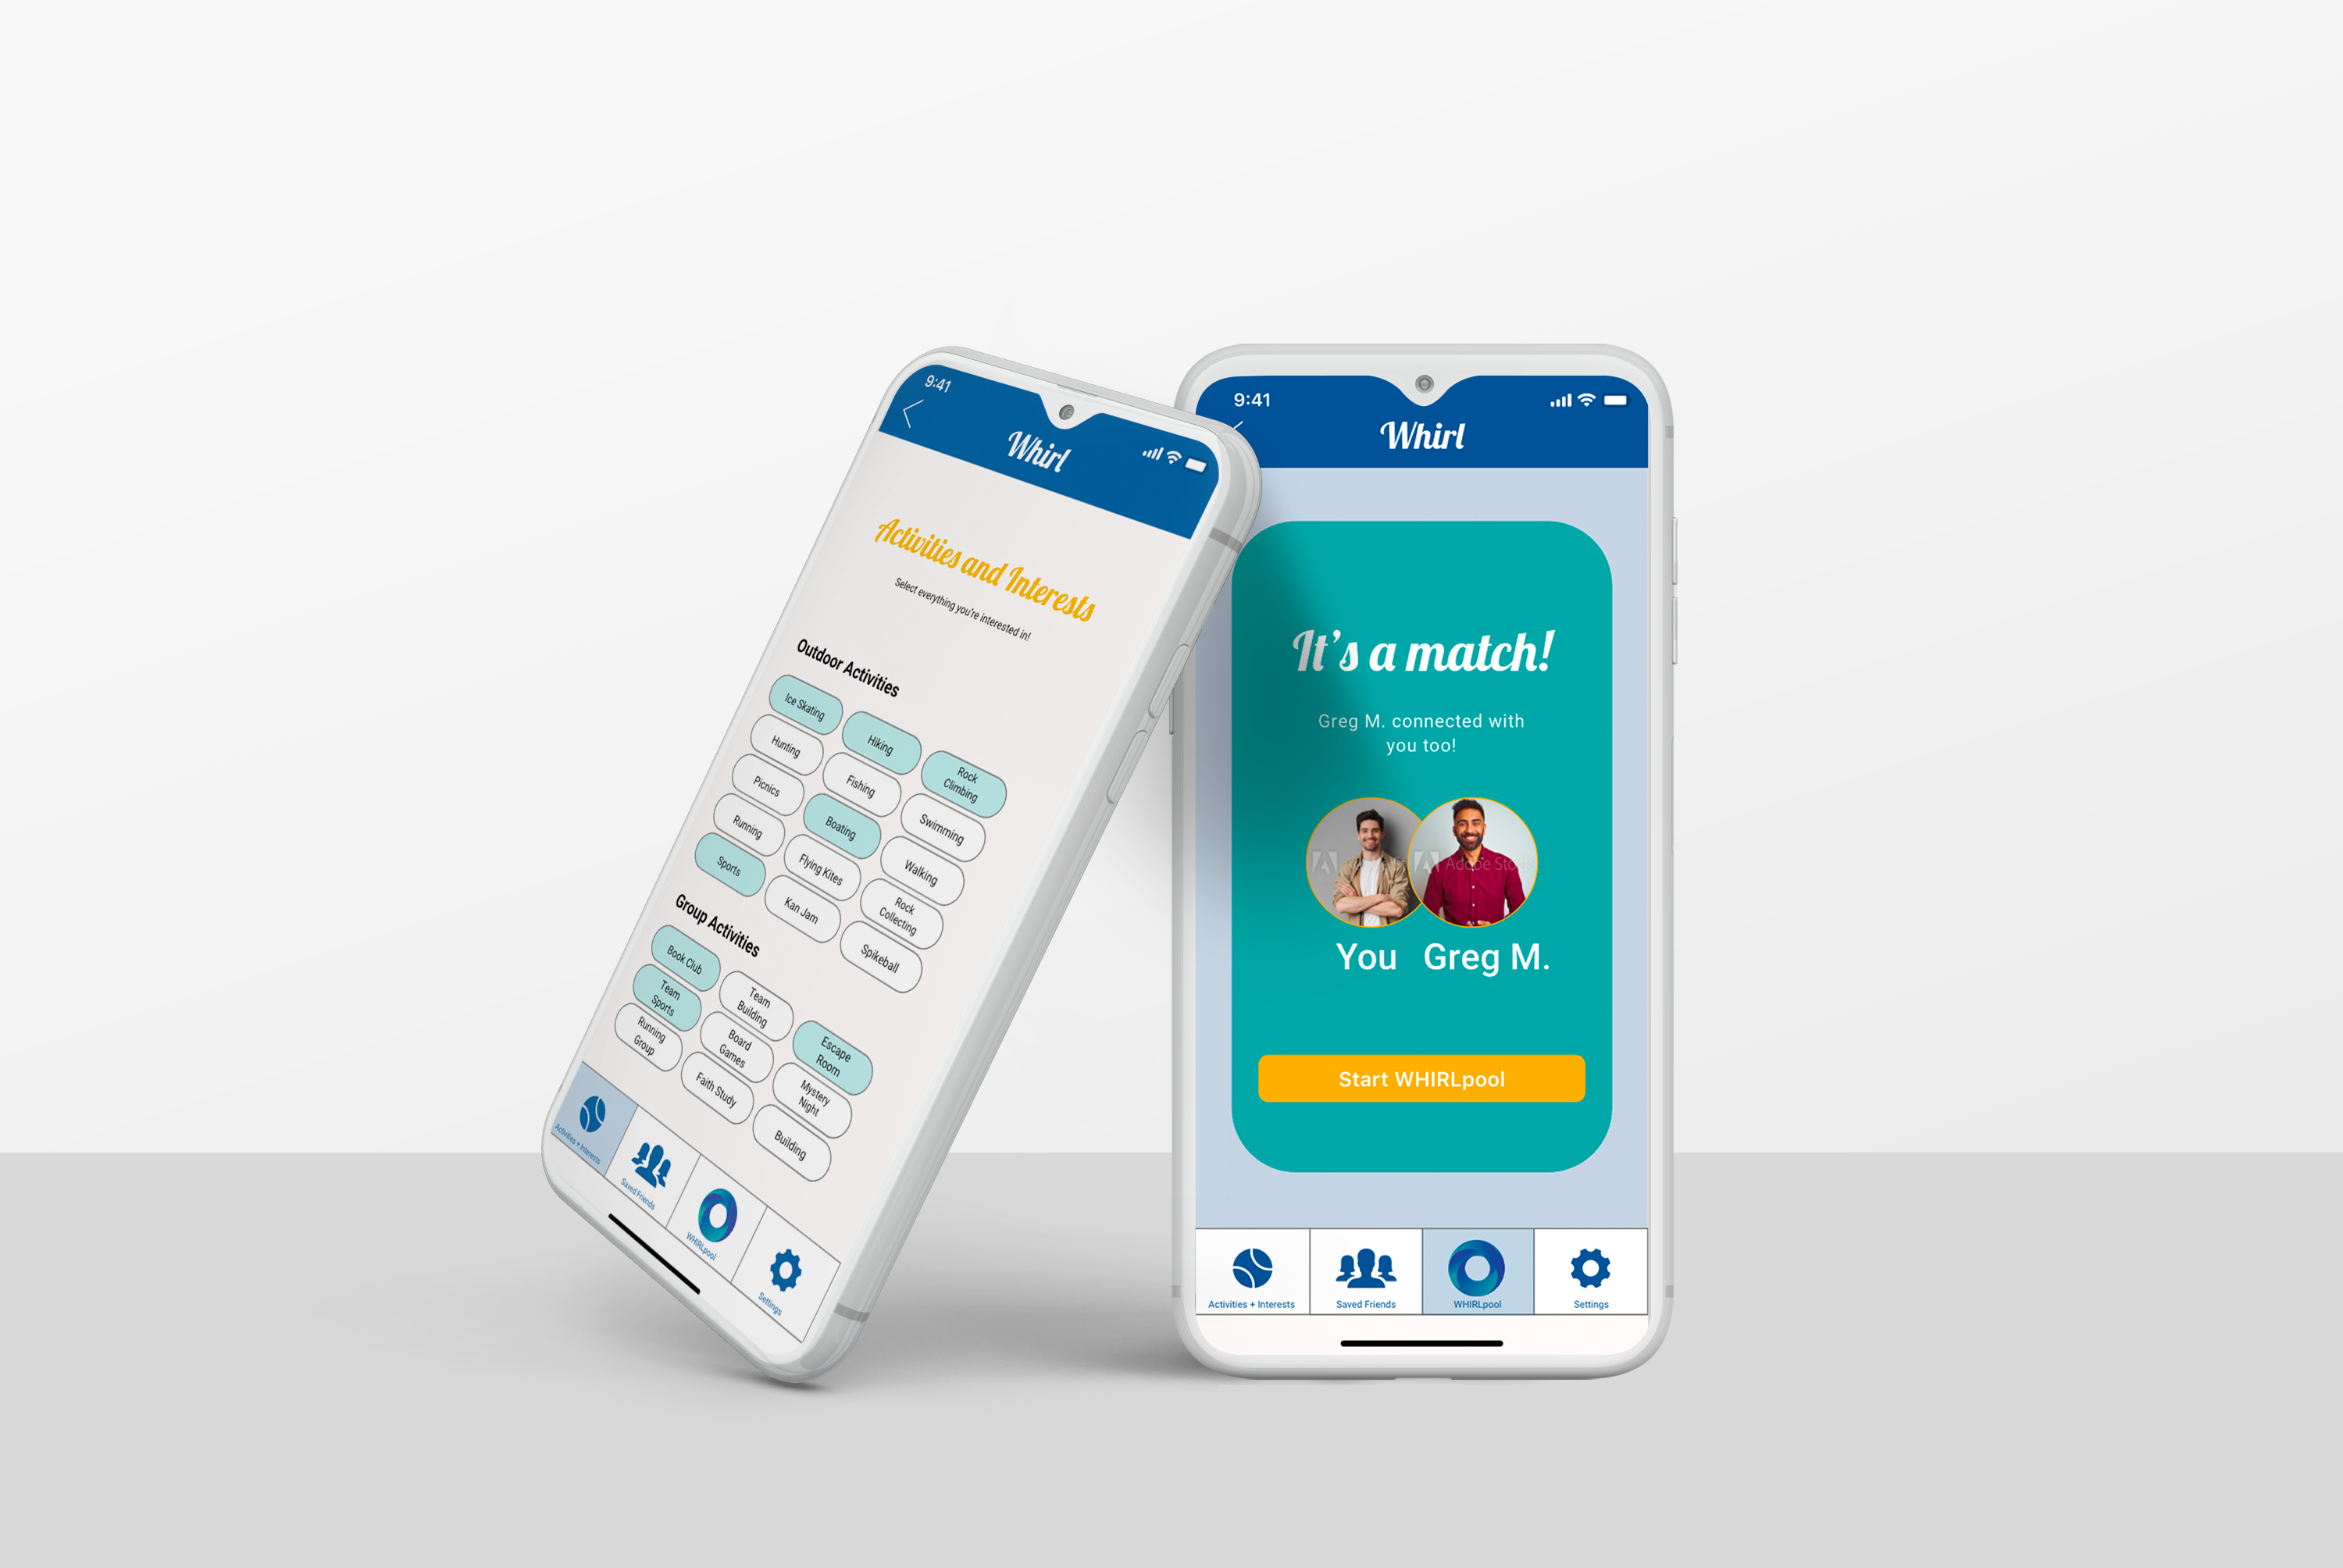 9:41
Whirl
Activities and Interests
Select everything you're interested in!
Outdoor Activities
Ice Skating
Hiking
Rock
Climbing
Hunting
Fishing
Swimming
Picnics
Boating
Walking
Running
Flying Kites
Rock
Collecting
Sports
Kan Jam
Spikeball
Group Activities
Book Club
Team
Building
Escape
Room
Team
Sports
Board
Games
Mystery
Night
Running
Group
Faith Study
Building
Activities + Interests
Saved Friends
WHIRLpool
Settings
9:41
Whirl
It's a match!
Greg M. connected with
you too!
Adobe Stock
You Greg M.
Start WHIRLpool
Activities + Interests
Saved Friends
WHIRLpool
Settings